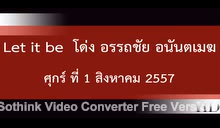 Let it be โด่ง อรรถชัย อนันตเมฆ
ศุกร์ ที่ 1 สิงหาคม 2557
Sothink Video Converter Free Version